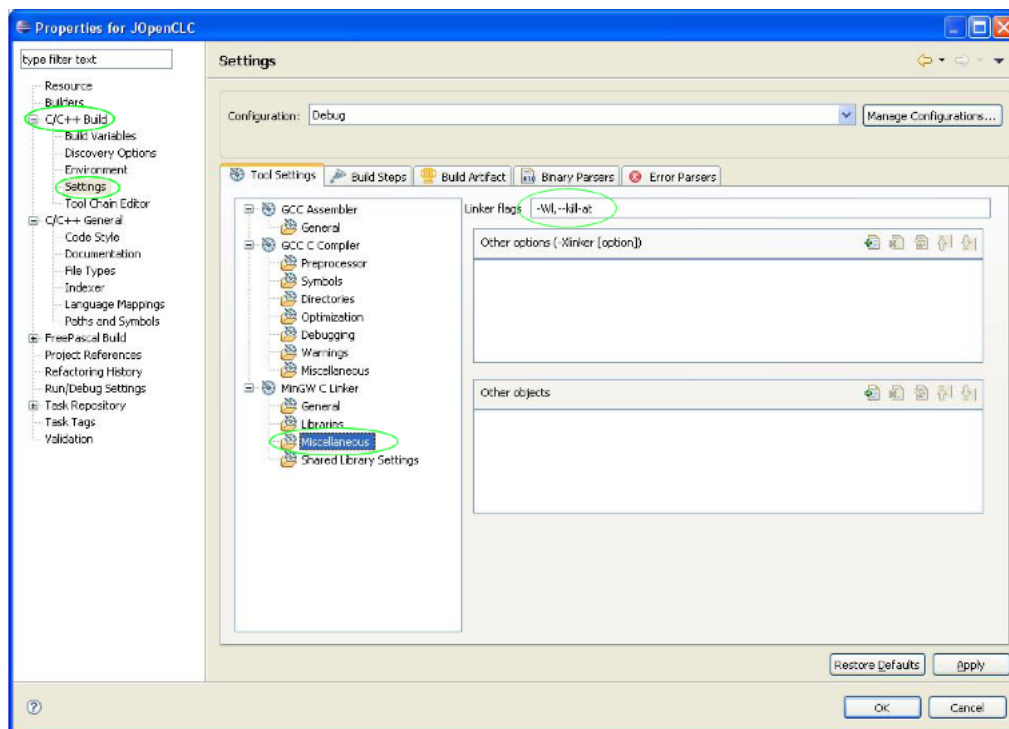 Properties for JOpenCLC
type filter text
Resource
Builders
C/C++ Build
Build Variables
Discovery Options
Environment
Settings
Tool Chain Editor
C/C++ General
Code Style
Documentation
File Types
Indexer
Language Mappings
Paths and Symbols
FreePascal Build
Project References
Refactoring History
Run/Debug Settings
Task Repository
Task Tags
Validation
Settings
Configuration: Debug
Manage Configurations...
Tool Settings
Build Steps
Build Artifact
Binary Parsers
Error Parsers
GCC Assembler
General
GCC C Compiler
Preprocessor
Symbols
Directories
Optimization
Debugging
Warnings
Miscellaneous
MinGW C Linker
General
Libraries
Miscellaneous
Shared Library Settings
Linker flags -Wl,--kill-at
Other options (-Xlinker [option])
Other objects
Restore Defaults
Apply
OK
Cancel